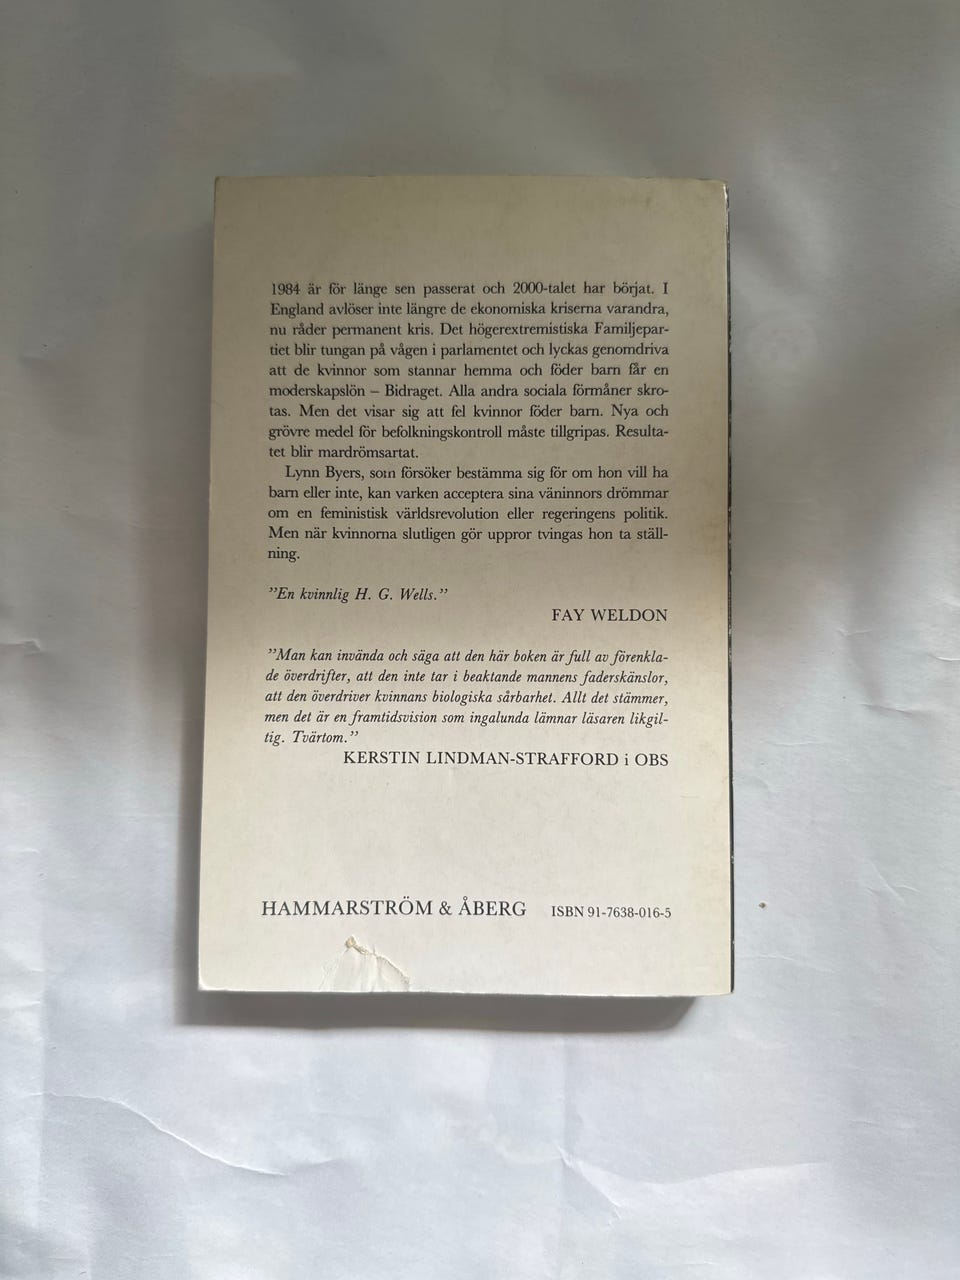 1984 är för länge sen passerat och 2000-talet har börjat. I
England avlöser inte längre de ekonomiska kriserna varandra,
nu råder permanent kris. Det högerextremistiska Familjepar-
tiet blir tungan på vågen i parlamentet och lyckas genomdriva
att de kvinnor som stannar hemma och föder barn får en
moderskapslön – Bidraget. Alla andra sociala förmåner skro-
tas. Men det visar sig att fel kvinnor föder barn. Nya och
grövre medel för befolkningskontroll måste tillgripas. Resulta-
tet blir mardrömsartat.
Lynn Byers, som försöker bestämma sig för om hon vill ha
barn eller inte, kan varken acceptera sina väninnors drömmar
om en feministisk världsrevolution eller regeringens politik.
Men när kvinnorna slutligen gör uppror tvingas hon ta ställ-
ning.
”En kvinnlig H. G. Wells.”
FAY WELDON
”Man kan invända och säga att den här boken är full av förenkla-
de överdrifter, att den inte tar i beaktande mannens faderskänslor,
att den överdriver kvinnans biologiska sårbarhet. Allt det stämmer,
men det är en framtidsvision som ingalunda lämnar läsaren likgil-
tig. Tvärtom.”
KERSTIN LINDMAN-STRAFFORD i OBS
HAMMARSTRÖM & ÅBERG ISBN 91-7638-016-5